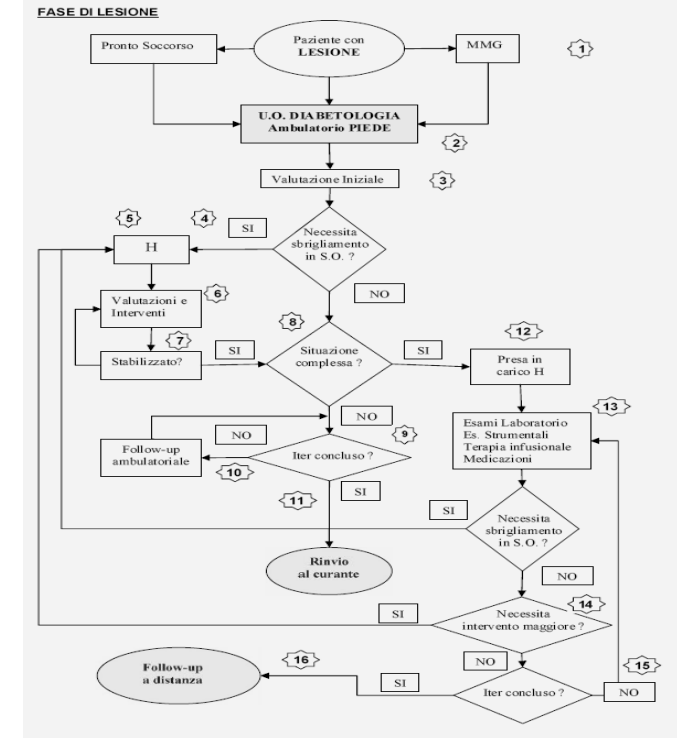 FASE DI LESIONE
Pronto Soccorso
Paziente con
LESIONE
MMG
1
U.O. DIABETOLOGIA
Ambulatorio PIEDE
2
Valutazione Iniziale
3
5
4
SI
Necessita
sbrigliamento
in S.O. ?
H
NO
Valutazioni e
Interventi
6
7
8
12
Stabilizzato?
SI
Situazione
complessa ?
SI
Presa in
carico H
13
NO
NO
9
Esami Laboratorio
Es. Strumentali
Terapia infusionale
Medicazioni
Follow-up
ambulatoriale
Iter concluso ?
10
11
SI
SI
Necessita
sbrigliamento
in S.O. ?
Rinvio
al curante
NO
14
SI
Necessita
intervento maggiore ?
16
NO
15
Follow-up
a distanza
SI
Iter concluso ?
NO